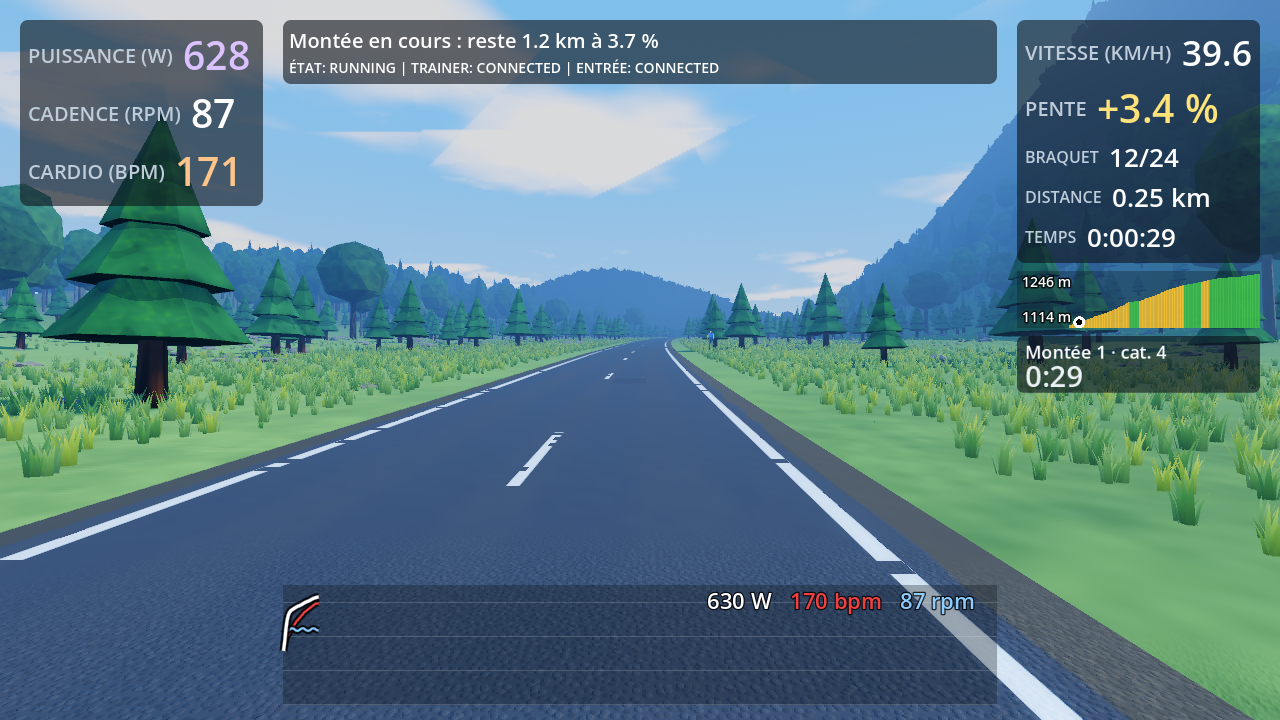 PUISSANCE (W) 628
CADENCE (RPM) 87
CARDIO (BPM) 171
Montée en cours : reste 1.2 km à 3.7 %
ÉTAT: RUNNING | TRAINER: CONNECTED | ENTRÉE: CONNECTED
VITESSE (KM/H) 39.6
PENTE +3.4 %
BRAQUET 12/24
DISTANCE 0.25 km
TEMPS 0:00:29
1246 m
1114 m
Montée 1 · cat. 4
0:29
630 W 170 bpm 87 rpm